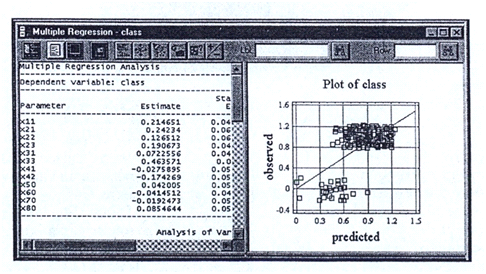 Multiple Regression - class
Row:
Multiple Regression Analysis
Dependent variable: class
Sta
Parameter Estimate E
x11 0.214651 0.04
x21 0.24234 0.06
x22 0.126512 0.06
x23 0.190673 0.04
x31 0.0722556 0.04
x33 0.463571 0.0
x41 -0.0275895 0.05
x42 -0.174269 0.05
x50 0.042005 0.05
x60 -0.0414512 0.04
x70 -0.0192473 0.05
x80 0.0854644 0.05
Analysis of Var
Plot of class
observed
1.6
1.2
0.8
0.4
0
-0.4
0 0.3 0.6 0.9 1.2 1.5
predicted